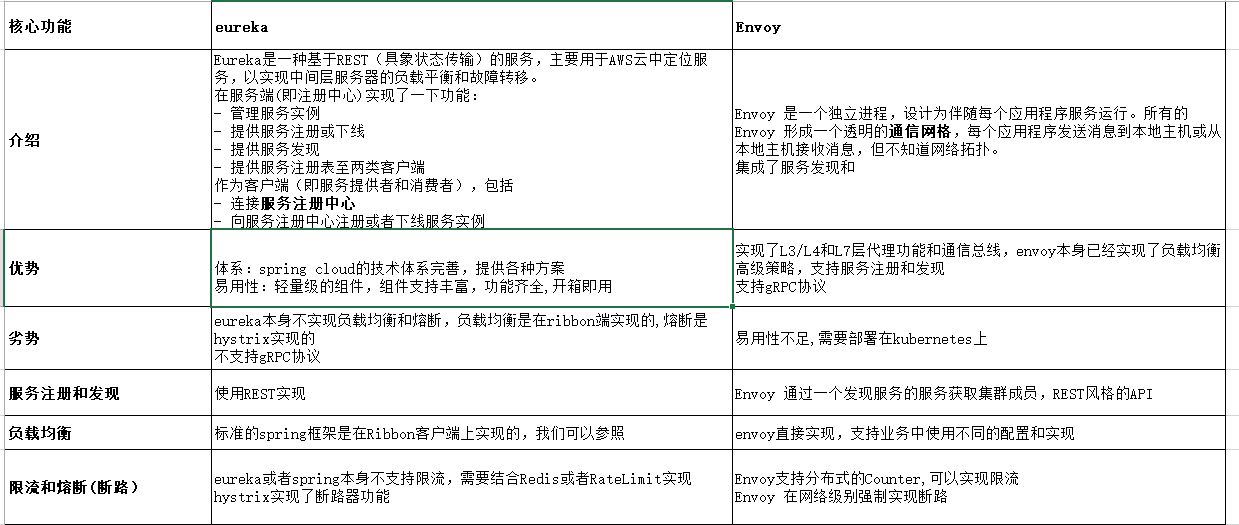 核心功能
eureka
Envoy
介绍
Eureka是一种基于REST（具象状态传输）的服务，主要用于AWS云中定位服
务，以实现中间层服务器的负载平衡和故障转移。
在服务端(即注册中心)实现了一下功能：
- 管理服务实例
- 提供服务注册或下线
- 提供服务发现
- 提供服务注册表至两类客户端
作为客户端（即服务提供者和消费者），包括
- 连接服务注册中心
- 向服务注册中心注册或者下线服务实例
Envoy 是一个独立进程，设计为伴随每个应用程序服务运行。所有的
Envoy 形成一个透明的通信网格，每个应用程序发送消息到本地主机或从
本地主机接收消息，但不知道网络拓扑。
集成了服务发现和
优势
体系：spring cloud的技术体系完善，提供各种方案
易用性：轻量级的组件，组件支持丰富，功能齐全,开箱即用
实现了L3/L4和L7层代理功能和通信总线，envoy本身已经实现了负载均衡
高级策略，支持服务注册和发现
支持gRPC协议
劣势
eureka本身不实现负载均衡和熔断，负载均衡是在ribbon端实现的,熔断是
hystrix实现的
不支持gRPC协议
易用性不足,需要部署在kubernetes上
服务注册和发现
使用REST实现
Envoy 通过一个发现服务的服务获取集群成员，REST风格的API
负载均衡
标准的spring框架是在Ribbon客户端上实现的，我们可以参照
envoy直接实现，支持业务中使用不同的配置和实现
限流和熔断(断路）
eureka或者spring本身不支持限流，需要结合Redis或者RateLimit实现
hystrix实现了断路器功能
Envoy支持分布式的Counter,可以实现限流
Envoy 在网络级别强制实现断路